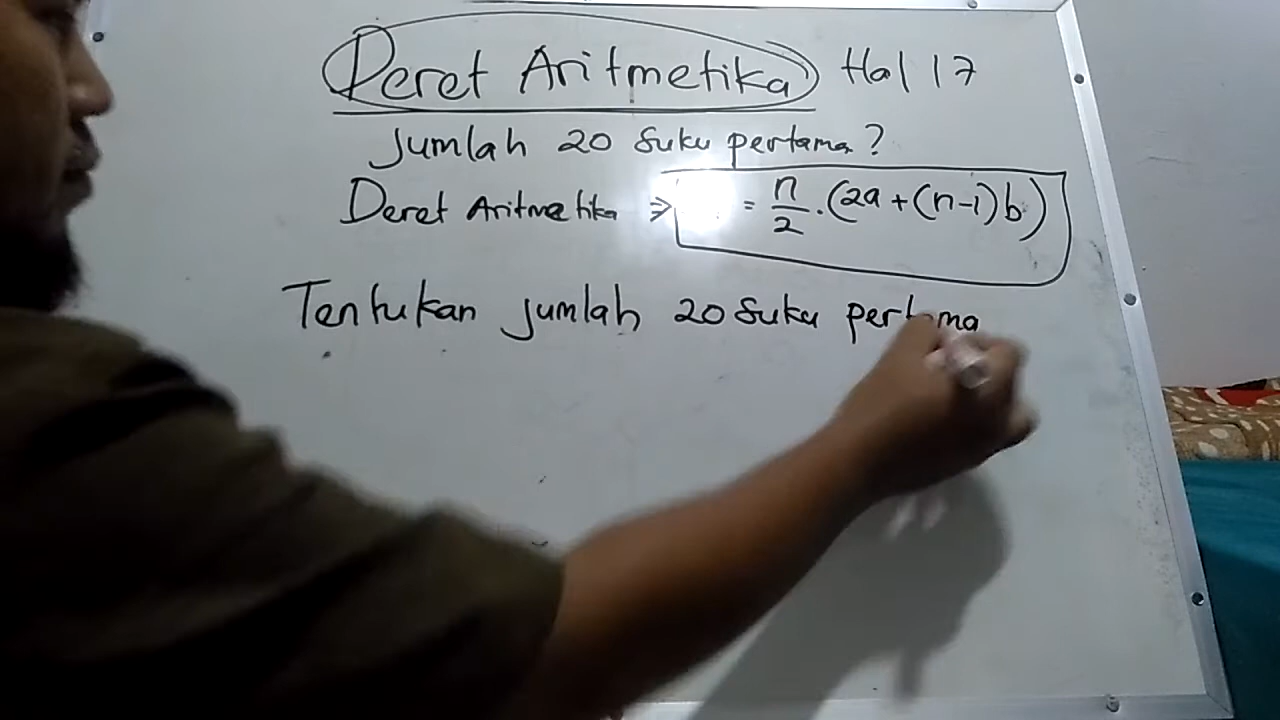 Deret Aritmetika Hal 17
Jumlah 20 Suku pertama ?
Deret Aritmetika ⇒ = n/2 . (2a + (n-1) b)
Tentukan jumlah 20 Suku pertama